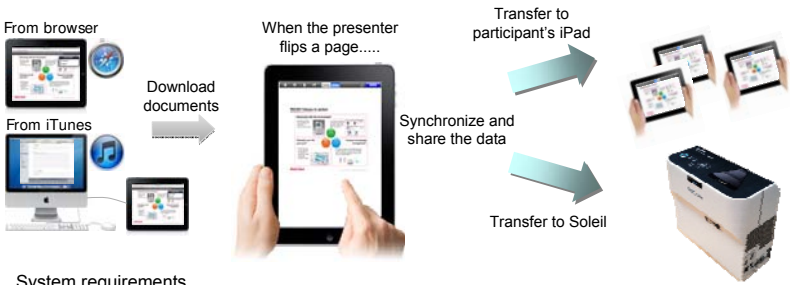 From browser
From iTunes
Download
documents
When the presenter
flips a page.....
Synchronize and
share the data
Transfer to
participant's iPad
Transfer to Soleil
System requirements